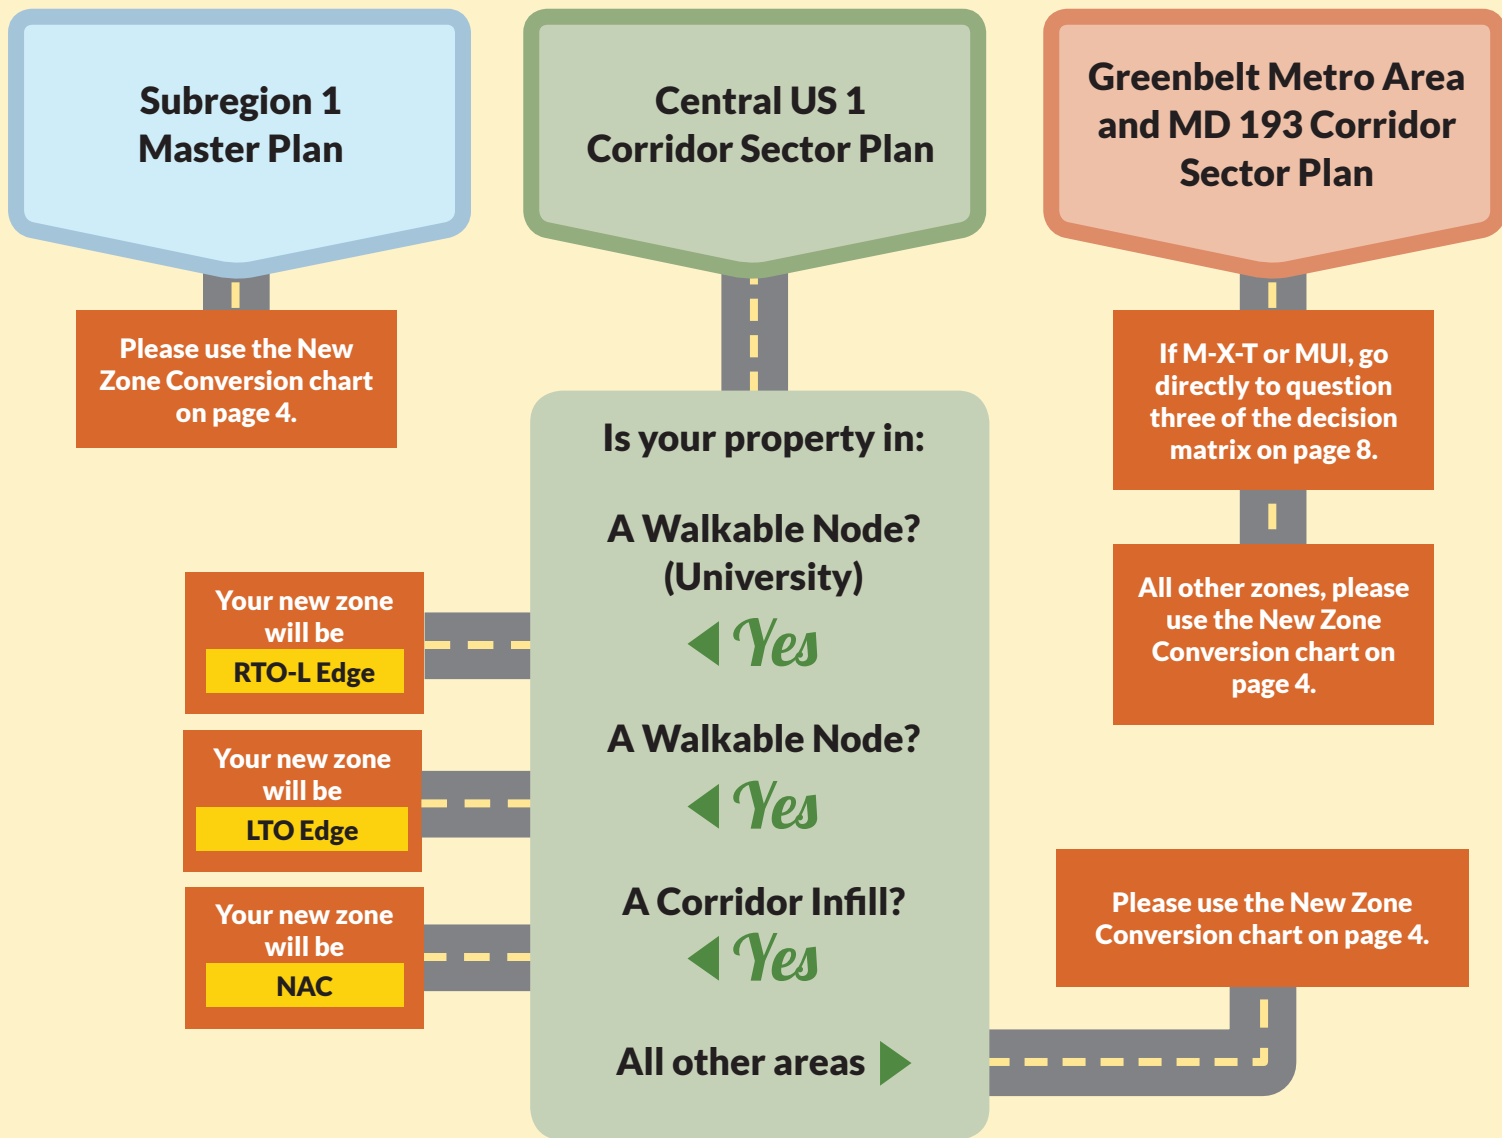 Subregion 1
Master Plan
Please use the New
Zone Conversion chart
on page 4.
Central US 1
Corridor Sector Plan
Is your property in:
A Walkable Node?
(University)
Yes
Your new zone
will be
RTO-L Edge
A Walkable Node?
Yes
Your new zone
will be
LTO Edge
A Corridor Infill?
Yes
Your new zone
will be
NAC
All other areas
Please use the New Zone
Conversion chart on page 4.
Greenbelt Metro Area
and MD 193 Corridor
Sector Plan
If M-X-T or MUI, go
directly to question
three of the decision
matrix on page 8.
All other zones, please
use the New Zone
Conversion chart on
page 4.